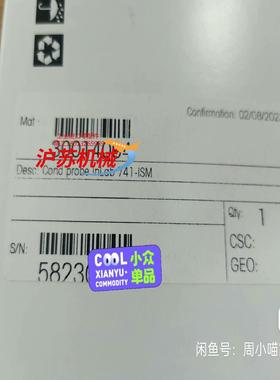 Confirmation: 02/08/202
Mat
沪苏机械
Desc: Cond probe InLab 741-ISM
Qty: 1
CSC:
S/N:
GEO:
5823
COOL 小众
XIANYU 单品
COMMODITY
闲鱼号：周小喵